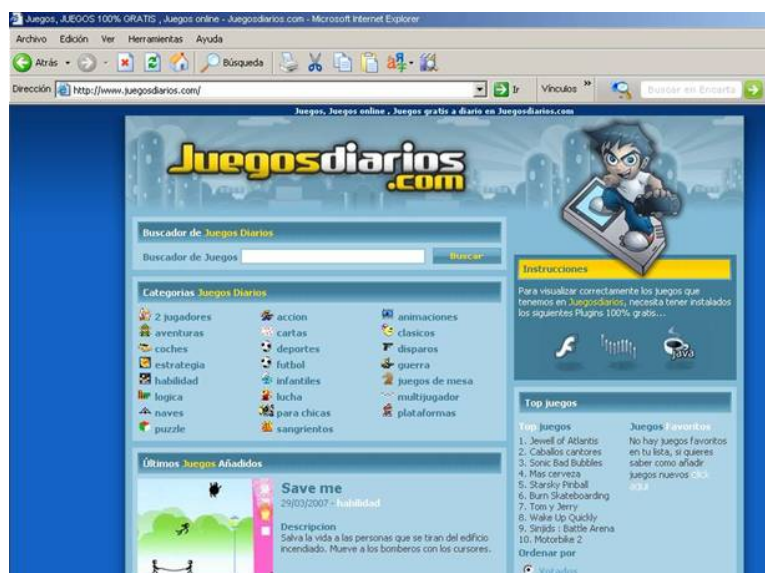 Juegos, JUEGOS 100% GRATIS , Juegos online - Juegosdiarios.com - Microsoft Internet Explorer
Archivo Edición Ver Herramientas Ayuda
Atrás Búsqueda
Dirección http://www.juegosdiarios.com/ Ir Vínculos » Buscar en Encarta
Juegos, Juegos online , Juegos gratis a diario en Juegosdiarios.com
Juegosdiarios
.com
Buscador de Juegos Diarios
Buscador de Juegos Buscar
Categorias Juegos Diarios
2 jugadores accion animaciones
aventuras cartas clasicos
coches deportes disparos
estrategia futbol guerra
habilidad infantiles juegos de mesa
logica lucha multijugador
naves para chicas plataformas
puzzle sangrientos
Últimos Juegos Añadidos
Save me
29/03/2007 - habilidad
Descripcion
Salva la vida a las personas que se tiran del edificio
incendiado. Mueve a los bomberos con los cursores.
Instrucciones
Para visualizar correctamente los juegos que
tenemos en Juegosdiarios, necesita tener instalados
los siguientes Plugins 100% gratis...
Java
Top juegos
Top juegos
1. Jewell of Atlantis
2. Caballos cantores
3. Sonic Bad Bubbles
4. Mas cerveza
5. Starsky Pinball
6. Burn Skateboarding
7. Tom y Jerry
8. Wake Up Quickly
9. Sinjids : Battle Arena
10. Motorbike 2
Ordenar por
Votados
Juegos Favoritos
No hay juegos favoritos
en tu lista, si quieres
saber como añadir
juegos nuevos click
aqui